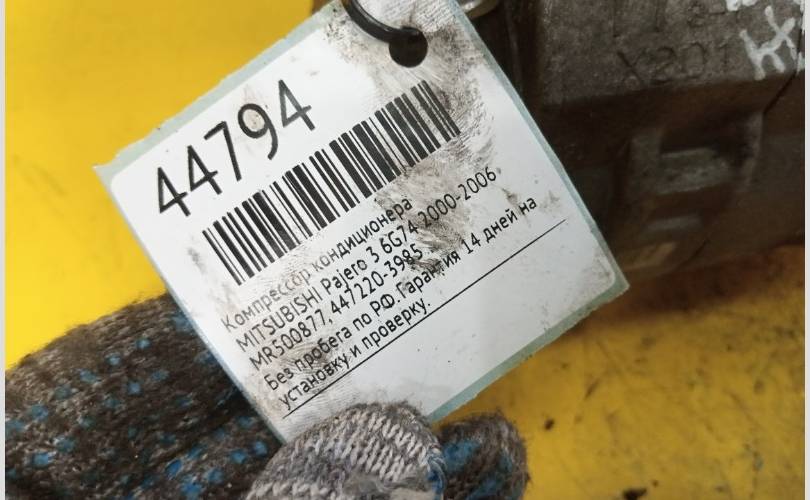 44794
Компрессор кондиционера
MITSUBISHI Pajero 3 6G74 2000-2006
MR500877, 447220-3985
Без пробега по РФ. Гарантия 14 дней на
установку и проверку.